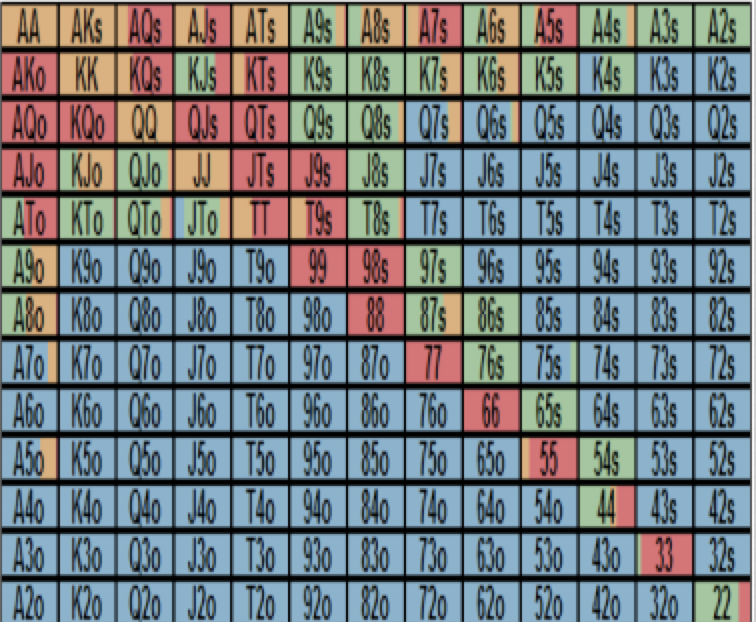 AA AKs AQs AJs ATs A9s A8s A7s A6s A5s A4s A3s A2s
AKo KK KQs KJs KTs K9s K8s K7s K6s K5s K4s K3s K2s
AQo KQo QQ QJs QTs Q9s Q8s Q7s Q6s Q5s Q4s Q3s Q2s
AJo KJo QJo JJ JTs J9s J8s J7s J6s J5s J4s J3s J2s
ATo KTo QTo JTo TT T9s T8s T7s T6s T5s T4s T3s T2s
A9o K9o Q9o J9o T9o 99 98s 97s 96s 95s 94s 93s 92s
A8o K8o Q8o J8o T8o 98o 88 87s 86s 85s 84s 83s 82s
A7o K7o Q7o J7o T7o 97o 87o 77 76s 75s 74s 73s 72s
A6o K6o Q6o J6o T6o 96o 86o 76o 66 65s 64s 63s 62s
A5o K5o Q5o J5o T5o 95o 85o 75o 65o 55 54s 53s 52s
A4o K4o Q4o J4o T4o 94o 84o 74o 64o 54o 44 43s 42s
A3o K3o Q3o J3o T3o 93o 83o 73o 63o 53o 43o 33 32s
A2o K2o Q2o J2o T2o 92o 82o 72o 62o 52o 42o 32o 22